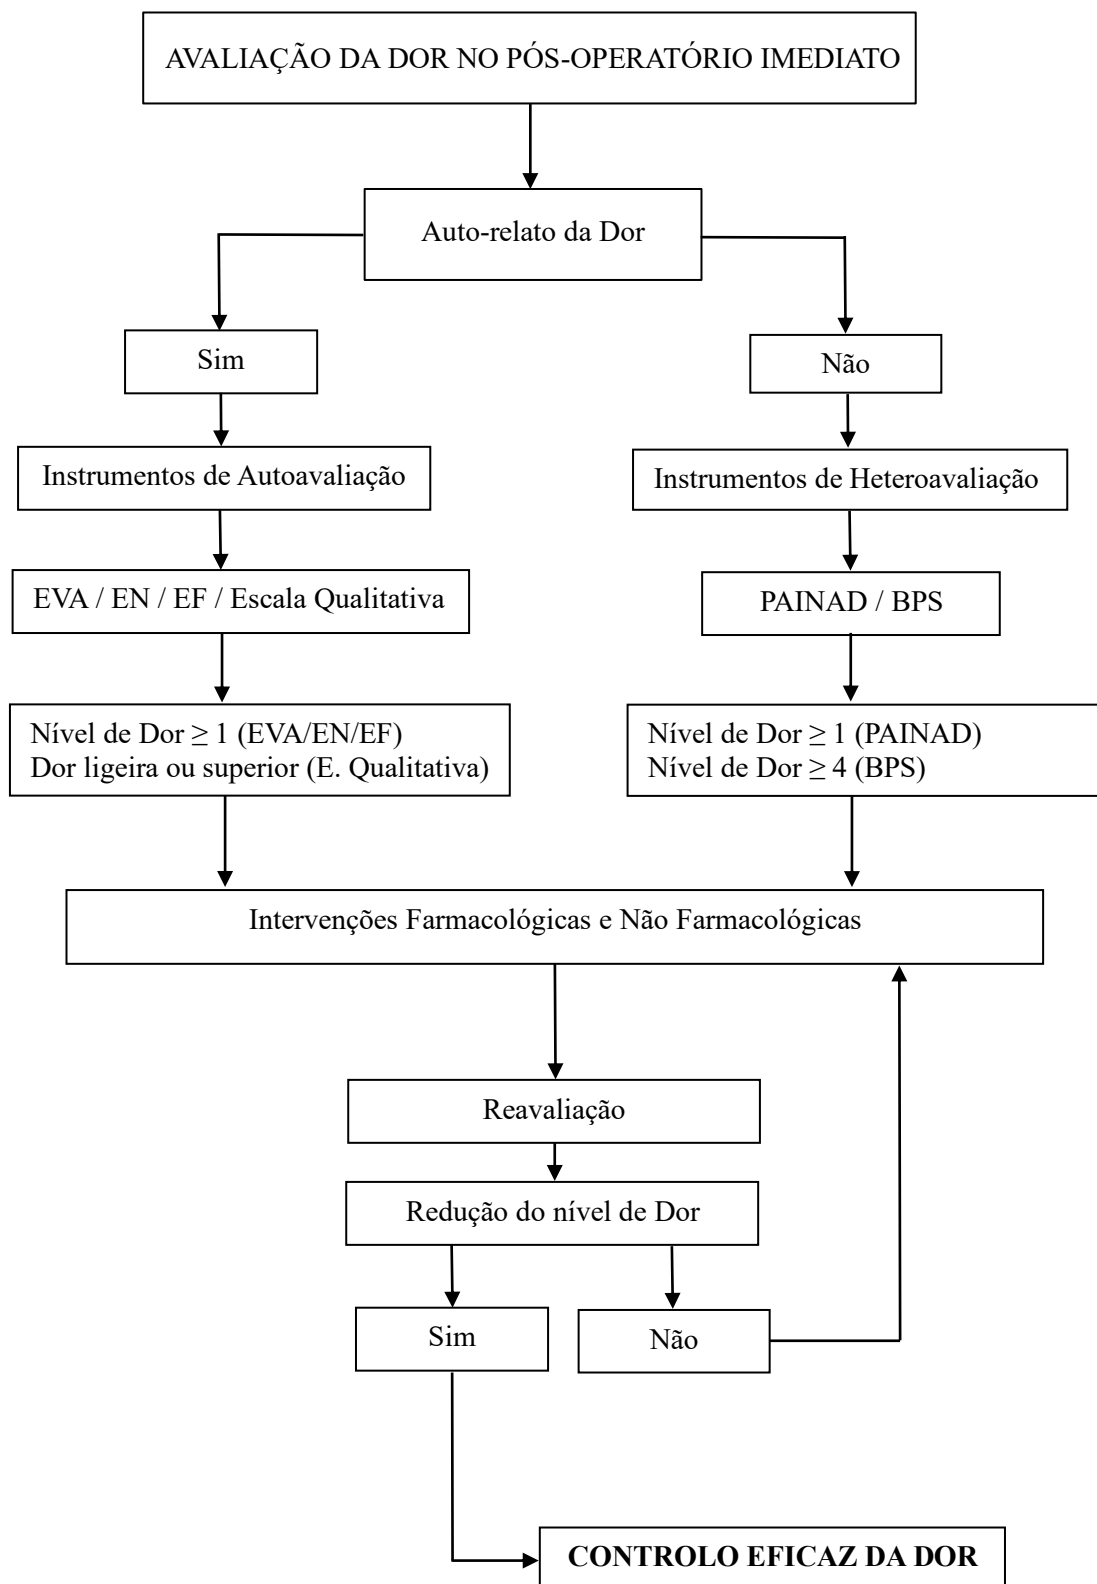 AVALIAÇÃO DA DOR NO PÓS-OPERATÓRIO IMEDIATO
Auto-relato da Dor
Sim
Não
Instrumentos de Autoavaliação
Instrumentos de Heteroavaliação
EVA / EN / EF / Escala Qualitativa
PAINAD / BPS
Nível de Dor ≥ 1 (EVA/EN/EF)
Dor ligeira ou superior (E. Qualitativa)
Nível de Dor ≥ 1 (PAINAD)
Nível de Dor ≥ 4 (BPS)
Intervenções Farmacológicas e Não Farmacológicas
Reavaliação
Redução do nível de Dor
Sim
Não
CONTROLO EFICAZ DA DOR